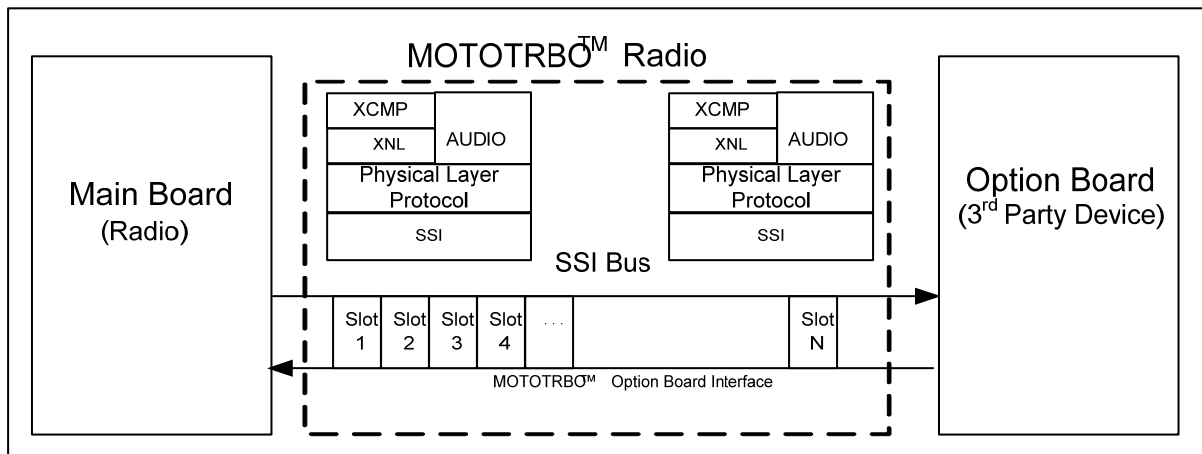 MOTOTRBO™ Radio
Main Board
(Radio)
XCMP
XNL
AUDIO
Physical Layer
Protocol
SSI
XCMP
XNL
AUDIO
Physical Layer
Protocol
SSI
Option Board
(3rd Party Device)
SSI Bus
Slot
1
Slot
2
Slot
3
Slot
4
. . .
Slot
N
MOTOTRBO™ Option Board Interface